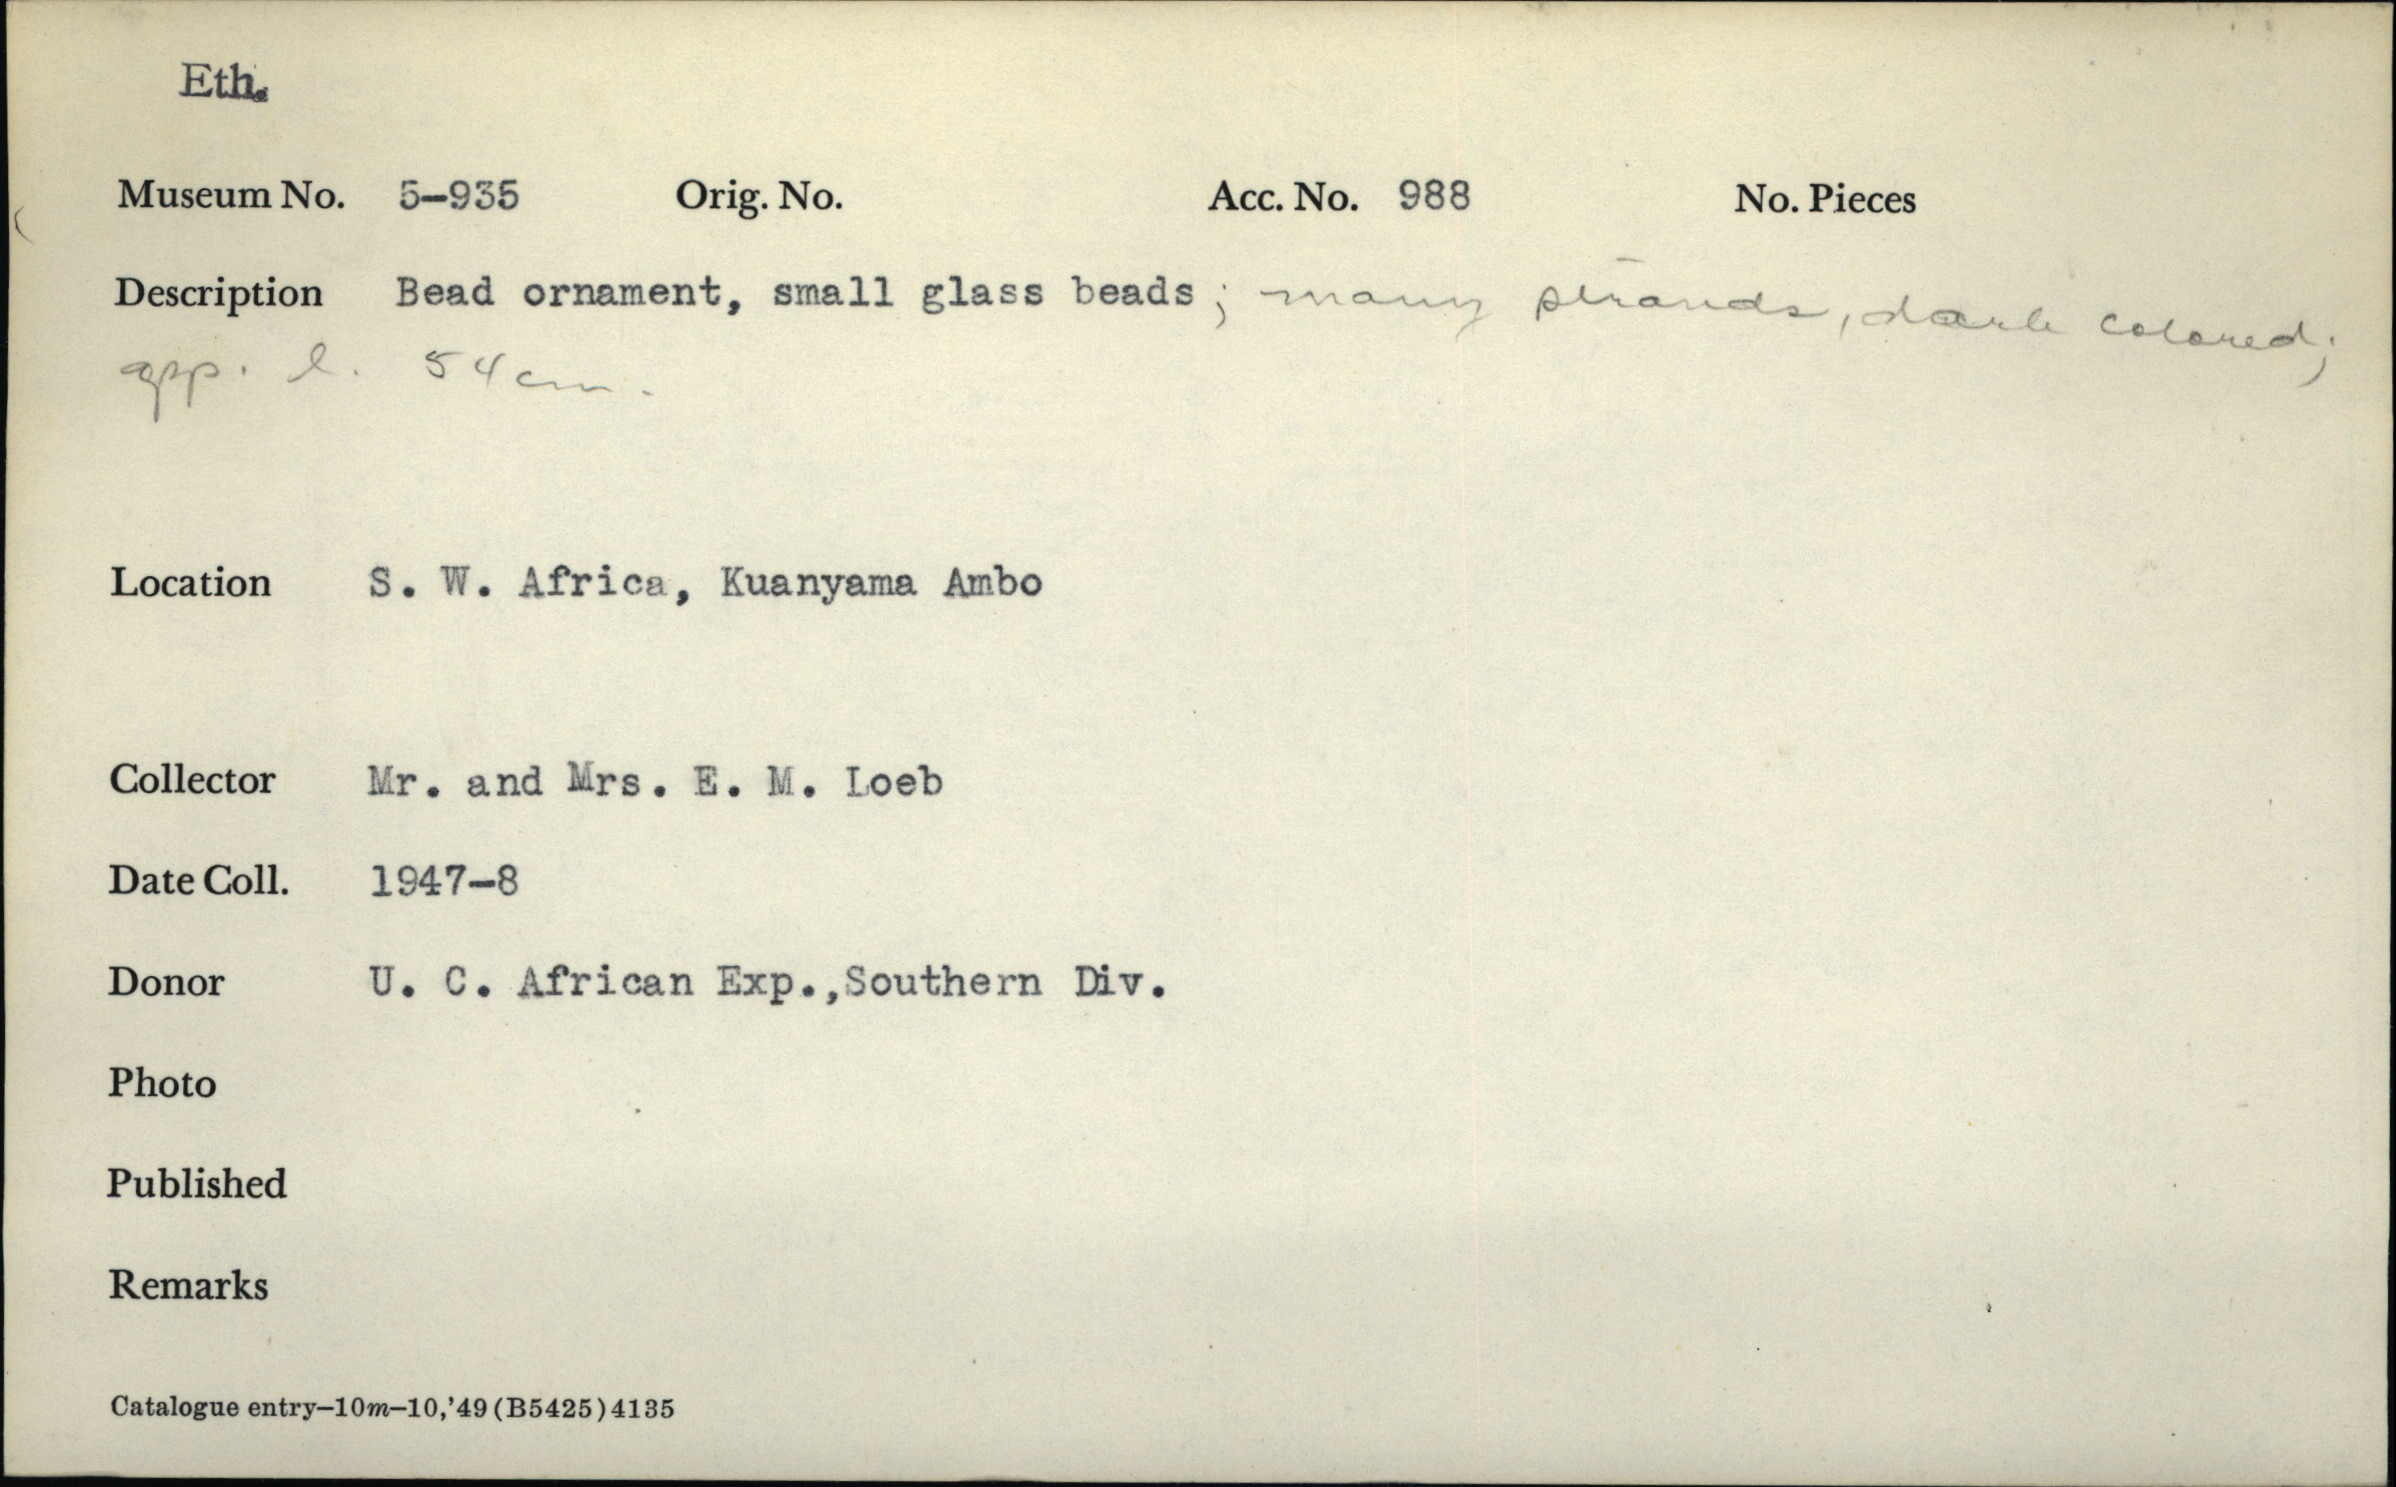 Eth.
Museum No. 5-935 Orig. No. Acc. No. 988 No. Pieces
Description Bead ornament, small glass beads; many strands, dark colored;
app. l. 54cm.
Location S. W. Africa, Kuanyama Ambo
Collector Mr. and Mrs. E. M. Loeb
Date Coll. 1947-8
Donor U. C. African Exp.,Southern Div.
Photo
Published
Remarks
Catalogue entry—10m—10,'49(B5425)4135